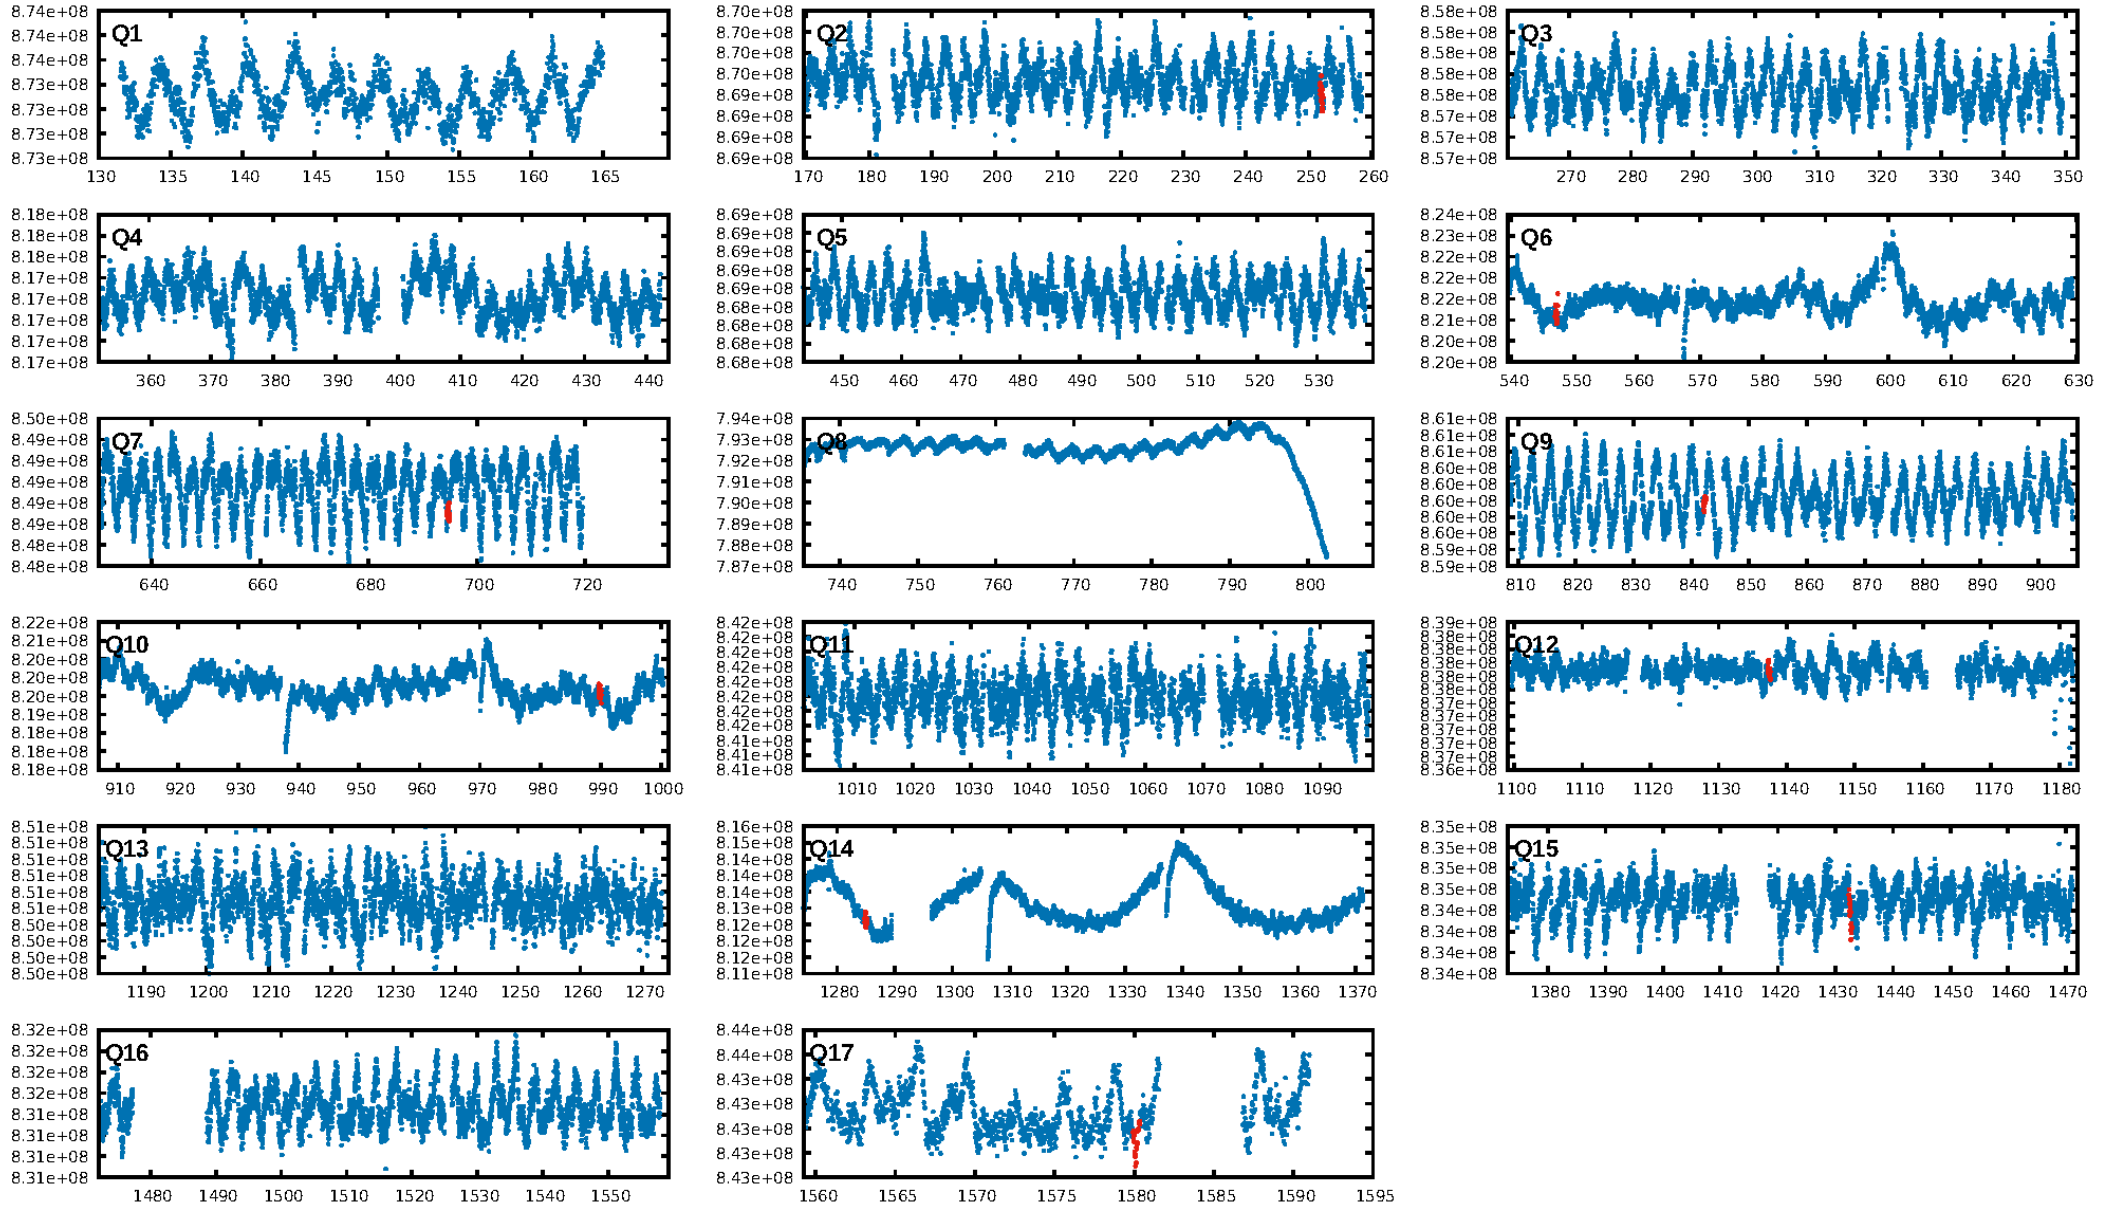 Q1
8.74e+08
8.74e+08
8.74e+08
8.73e+08
8.73e+08
8.73e+08
8.73e+08
130 135 140 145 150 155 160 165
Q2
8.70e+08
8.70e+08
8.70e+08
8.70e+08
8.69e+08
8.69e+08
8.69e+08
8.69e+08
170 180 190 200 210 220 230 240 250 260
Q3
8.58e+08
8.58e+08
8.58e+08
8.58e+08
8.58e+08
8.57e+08
8.57e+08
8.57e+08
270 280 290 300 310 320 330 340 350
Q4
8.18e+08
8.18e+08
8.18e+08
8.17e+08
8.17e+08
8.17e+08
8.17e+08
8.17e+08
360 370 380 390 400 410 420 430 440
Q5
8.69e+08
8.69e+08
8.69e+08
8.69e+08
8.69e+08
8.68e+08
8.68e+08
8.68e+08
8.68e+08
450 460 470 480 490 500 510 520 530
Q6
8.24e+08
8.23e+08
8.22e+08
8.22e+08
8.21e+08
8.20e+08
8.20e+08
540 550 560 570 580 590 600 610 620 630
Q7
8.50e+08
8.49e+08
8.49e+08
8.49e+08
8.49e+08
8.49e+08
8.48e+08
8.48e+08
640 660 680 700 720
Q8
7.94e+08
7.93e+08
7.92e+08
7.91e+08
7.90e+08
7.89e+08
7.88e+08
7.87e+08
740 750 760 770 780 790 800
Q9
8.61e+08
8.61e+08
8.61e+08
8.60e+08
8.60e+08
8.60e+08
8.60e+08
8.60e+08
8.59e+08
8.59e+08
810 820 830 840 850 860 870 880 890 900
Q10
8.22e+08
8.21e+08
8.20e+08
8.20e+08
8.20e+08
8.19e+08
8.18e+08
8.18e+08
8.18e+08
910 920 930 940 950 960 970 980 990 1000
Q11
8.42e+08
8.42e+08
8.42e+08
8.42e+08
8.42e+08
8.42e+08
8.42e+08
8.42e+08
8.41e+08
8.41e+08
1010 1020 1030 1040 1050 1060 1070 1080 1090
Q12
8.39e+08
8.38e+08
8.38e+08
8.38e+08
8.38e+08
8.38e+08
8.37e+08
8.37e+08
8.37e+08
8.37e+08
8.36e+08
1100 1110 1120 1130 1140 1150 1160 1170 1180
Q13
8.51e+08
8.51e+08
8.51e+08
8.51e+08
8.51e+08
8.51e+08
8.50e+08
8.50e+08
8.50e+08
8.50e+08
1190 1200 1210 1220 1230 1240 1250 1260 1270
Q14
8.16e+08
8.15e+08
8.14e+08
8.14e+08
8.13e+08
8.12e+08
8.12e+08
8.11e+08
1280 1290 1300 1310 1320 1330 1340 1350 1360 1370
Q15
8.35e+08
8.35e+08
8.35e+08
8.35e+08
8.34e+08
8.34e+08
8.34e+08
8.34e+08
1380 1390 1400 1410 1420 1430 1440 1450 1460 1470
Q16
8.32e+08
8.32e+08
8.32e+08
8.32e+08
8.31e+08
8.31e+08
8.31e+08
8.31e+08
1480 1490 1500 1510 1520 1530 1540 1550
Q17
8.44e+08
8.44e+08
8.43e+08
8.43e+08
8.43e+08
8.43e+08
8.43e+08
1560 1565 1570 1575 1580 1585 1590 1595